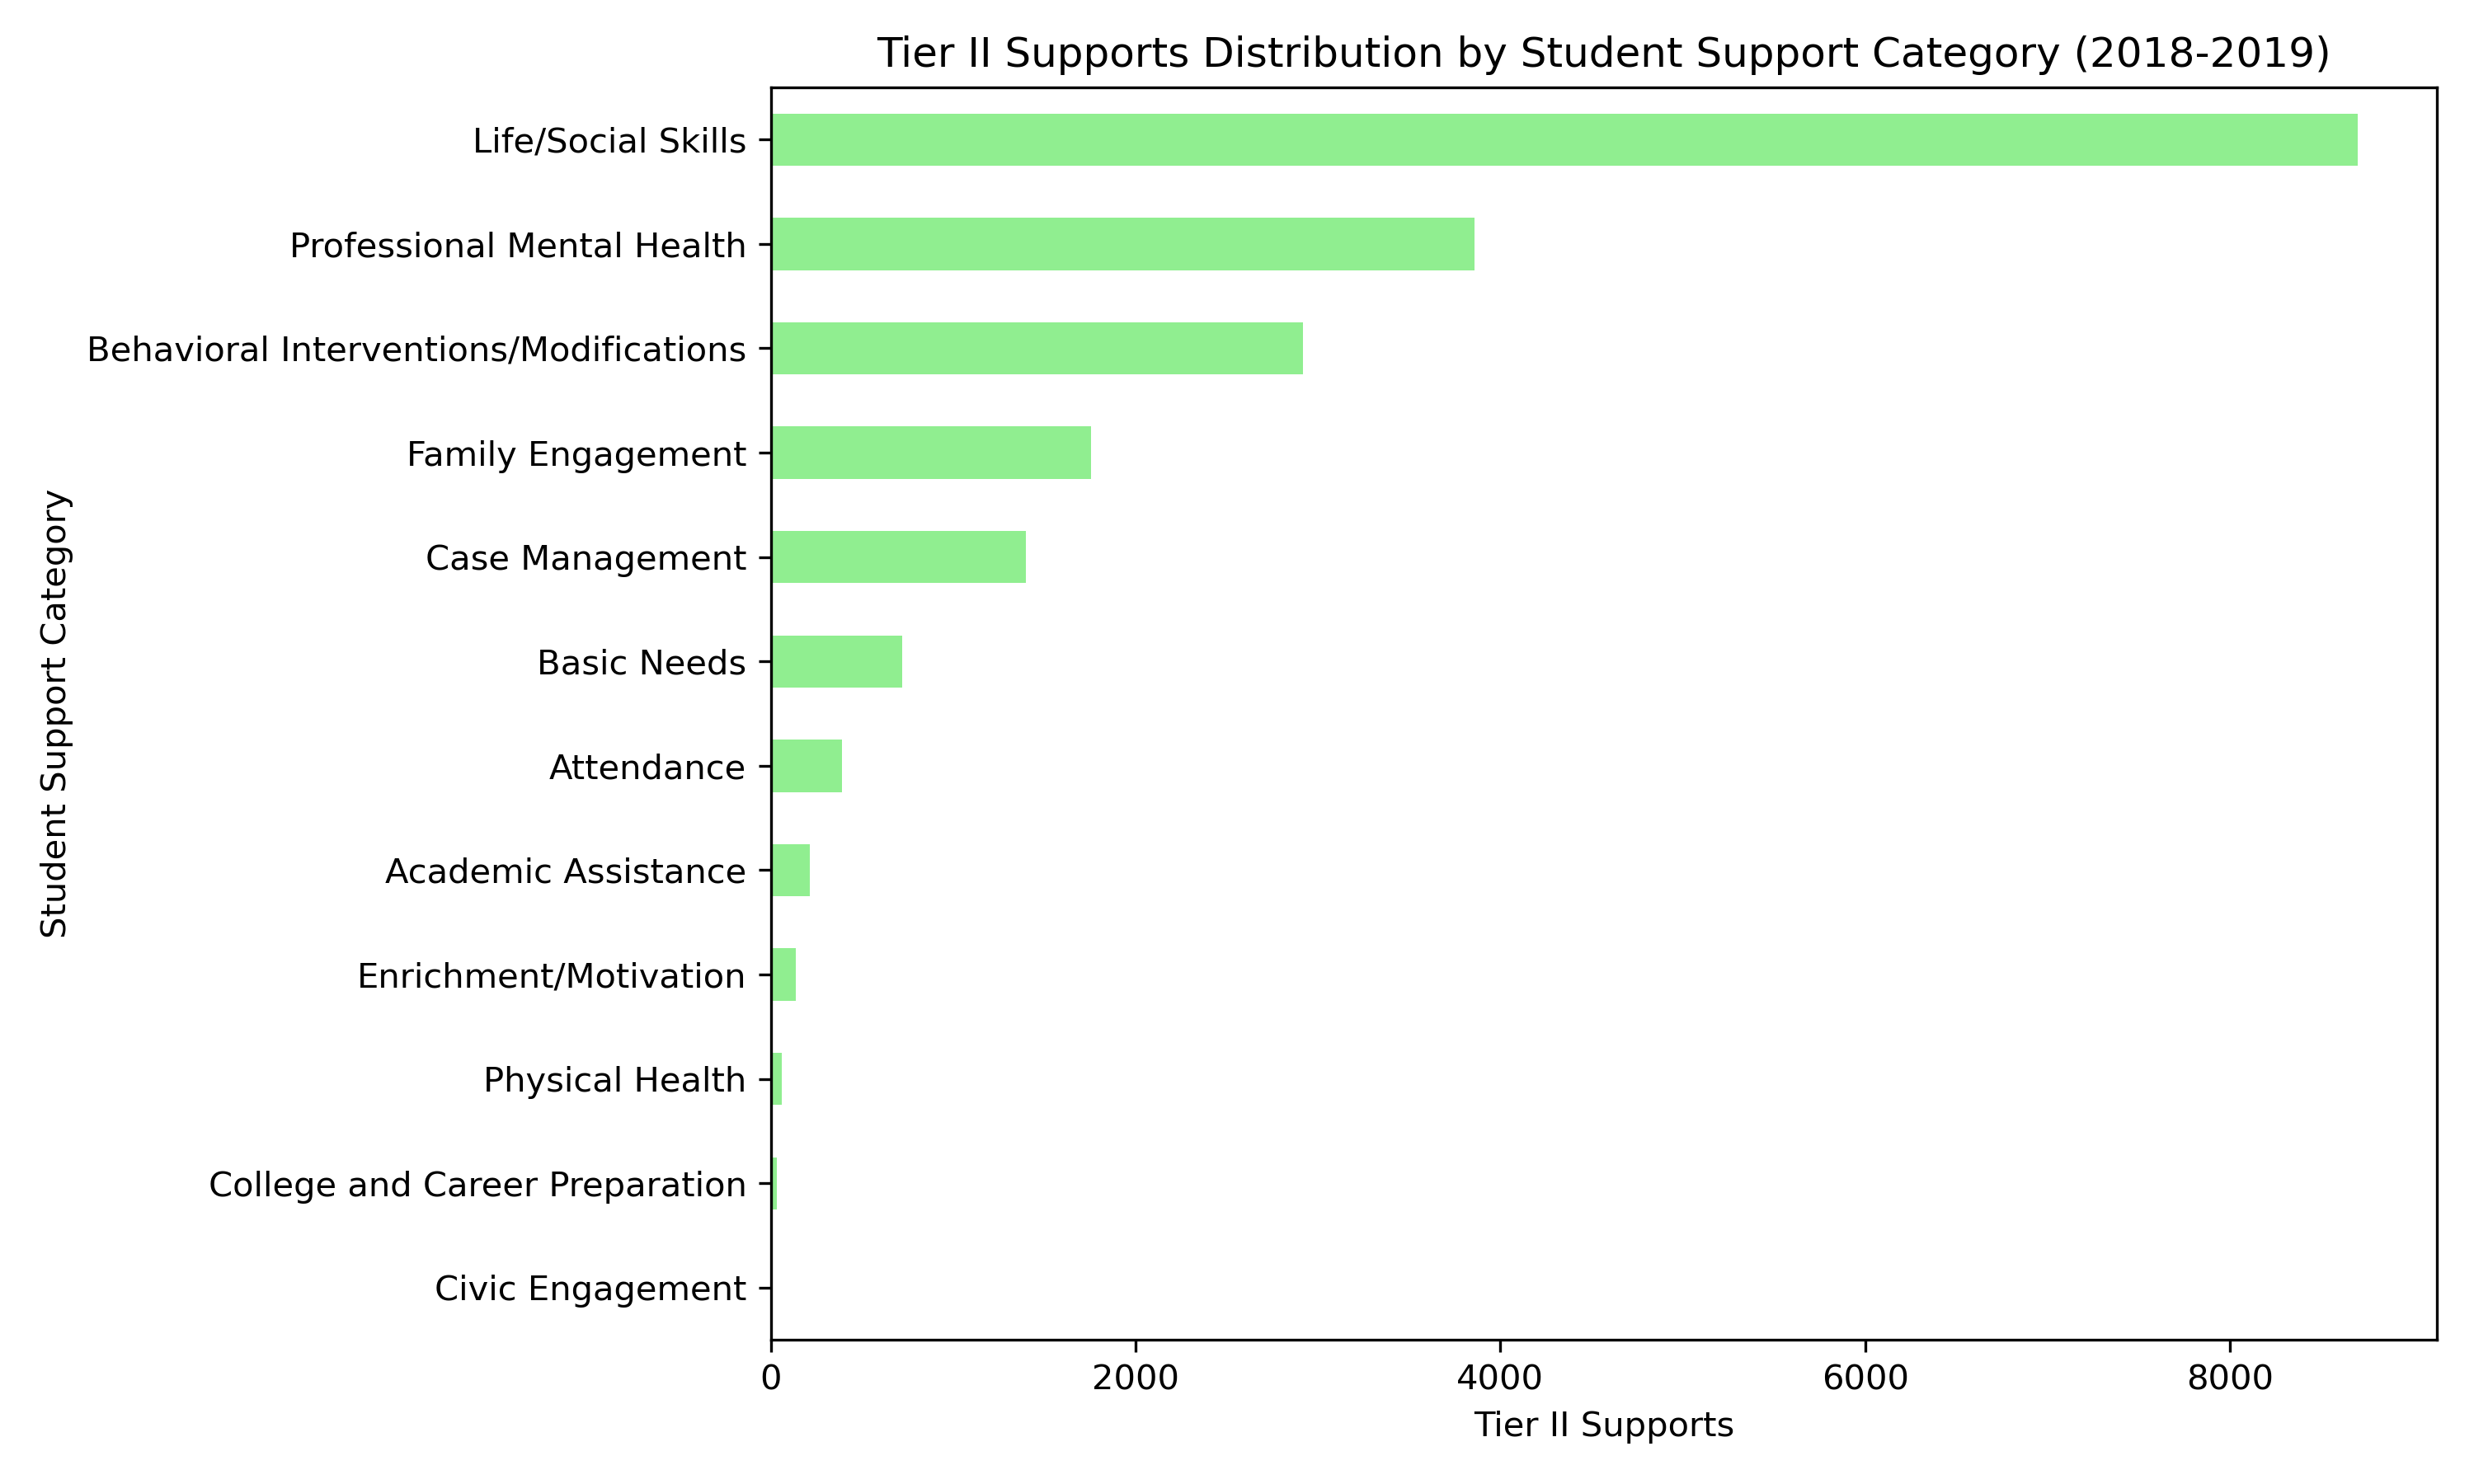 Tier II Supports Distribution by Student Support Category (2018-2019)
Student Support Category
Life/Social Skills
Professional Mental Health
Behavioral Interventions/Modifications
Family Engagement
Case Management
Basic Needs
Attendance
Academic Assistance
Enrichment/Motivation
Physical Health
College and Career Preparation
Civic Engagement
0 2000 4000 6000 8000
Tier II Supports